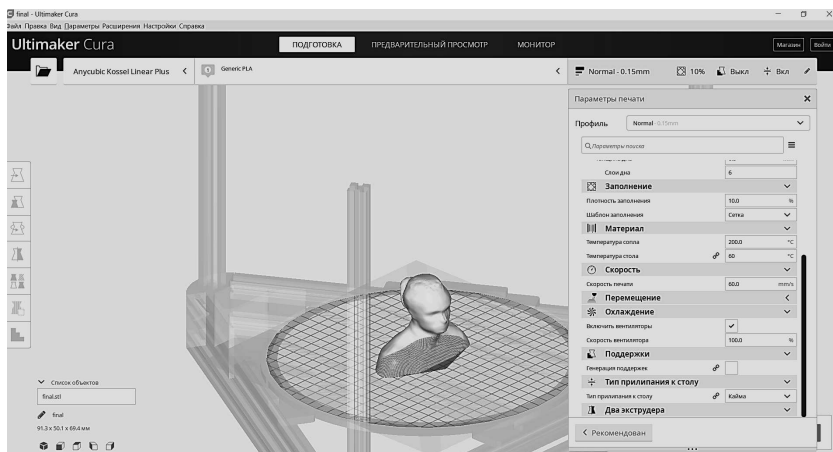 final - Ultimaker Cura
Файл Правка Вид Параметры Расширения Настройки Справка
Ultimaker Cura
ПОДГОТОВКА ПРЕДВАРИТЕЛЬНЫЙ ПРОСМОТР МОНИТОР
Магазин Войти
Anycubic Kossel Linear Plus
Generic PLA
Normal - 0.15mm 10% Выкл Вкл
Параметры печати
Профиль Normal - 0.15mm
Параметры поиска
Слои дна 6
Заполнение
Плотность заполнения 10.0 %
Шаблон заполнения Сетка
Материал
Температура сопла 200.0 °C
Температура стола 60 °C
Скорость
Скорость печати 60.0 mm/s
Перемещение
Охлаждение
Включить вентиляторы
Скорость вентилятора 100.0 %
Поддержки
Генерация поддержек
Тип прилипания к столу
Тип прилипания к столу Кайма
Два экструдера
Рекомендован
Список объектов
final.stl
final
91.3 x 50.1 x 69.4 мм